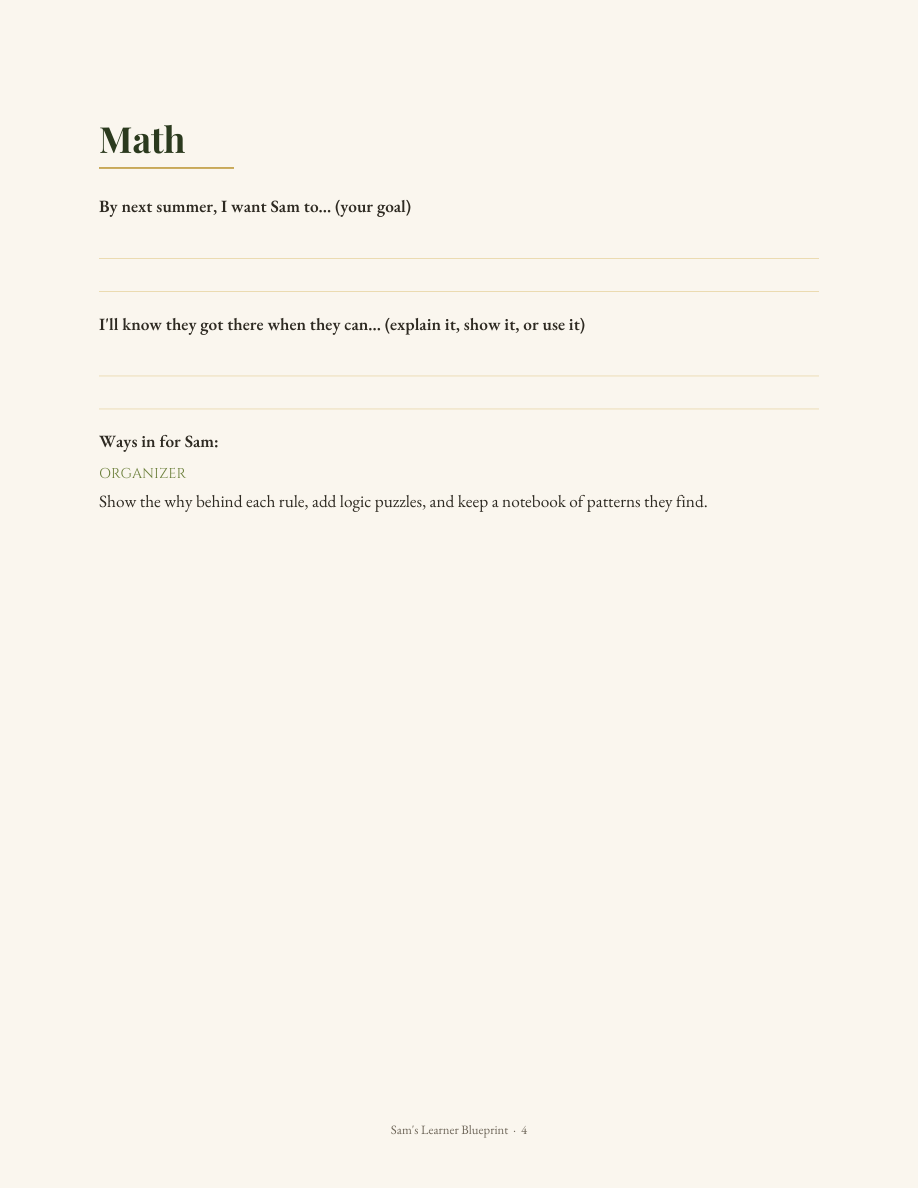 Math
By next summer, I want Sam to... (your goal)
I'll know they got there when they can... (explain it, show it, or use it)
Ways in for Sam:
ORGANIZER
Show the why behind each rule, add logic puzzles, and keep a notebook of patterns they find.
Sam's Learner Blueprint · 4